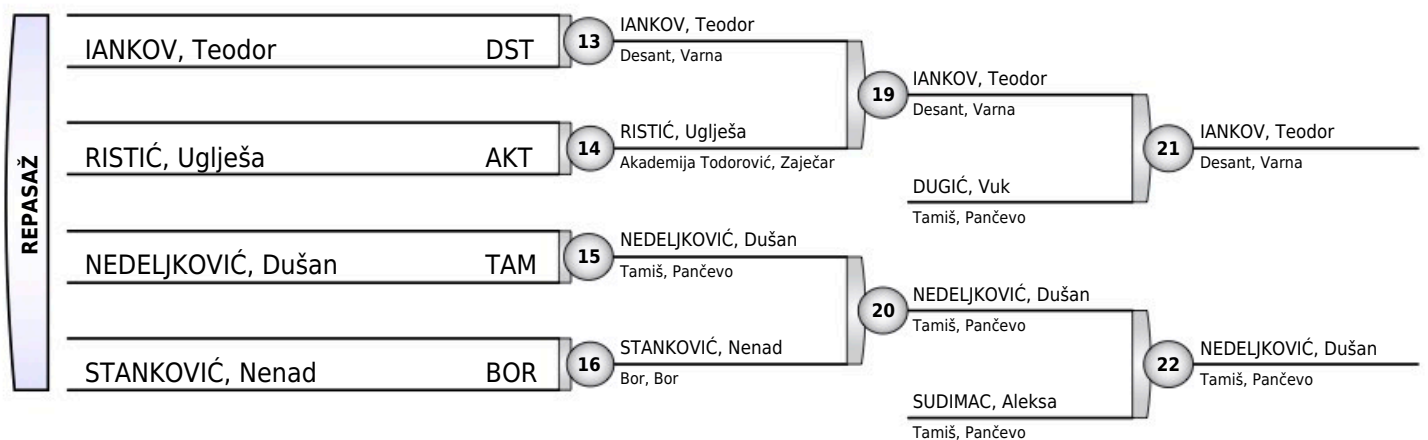 REPASAŽ
IANKOV, Teodor DST
13
IANKOV, Teodor
Desant, Varna
RISTIĆ, Uglješa AKT
14
RISTIĆ, Uglješa
Akademija Todorović, Zaječar
NEDELJKOVIĆ, Dušan TAM
15
NEDELJKOVIĆ, Dušan
Tamiš, Pančevo
STANKOVIĆ, Nenad BOR
16
STANKOVIĆ, Nenad
Bor, Bor
19
IANKOV, Teodor
Desant, Varna
DUGIĆ, Vuk
Tamiš, Pančevo
20
NEDELJKOVIĆ, Dušan
Tamiš, Pančevo
SUDIMAC, Aleksa
Tamiš, Pančevo
21
IANKOV, Teodor
Desant, Varna
22
NEDELJKOVIĆ, Dušan
Tamiš, Pančevo